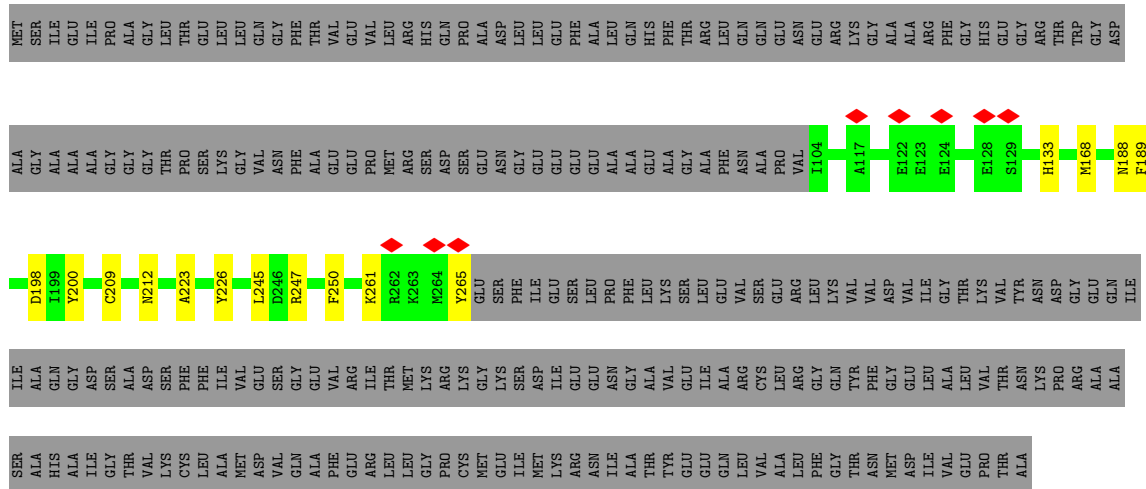 MET SER ILE GLU ILE PRO ALA GLY LEU THR GLU LEU LEU GLN GLY PHE THR VAL GLU VAL LEU ARG HIS GLN PRO ALA ASP LEU LEU GLU PHE ALA LEU GLN HIS PHE THR ARG LEU GLN GLN GLU ASN GLU ARG LYS GLY ALA ALA ARG PHE GLY HIS GLU GLY ARG THR TRP GLY ASP
ALA GLY ALA ALA ALA GLY GLY GLY THR PRO SER LYS GLY VAL ASN PHE ALA GLU GLU PRO MET ARG SER ASP SER GLU ASN GLY GLU GLU GLU GLU ALA ALA GLU ALA GLY ALA PHE ASN ALA PRO VAL I104 A117 E122 E123 E124 E128 S129 H133 M168 N188 F189
D198 I199 Y200 C209 N212 A223 Y226 L245 D246 R247 F250 K261 R262 K263 M264 Y265 GLU SER PHE ILE GLU SER LEU PRO PHE LEU LYS SER LEU GLU VAL SER GLU ARG LEU LYS VAL VAL ASP VAL ILE GLY THR LYS VAL TYR ASN ASP GLY GLU GLN ILE
ILE ALA GLN GLY ASP SER ALA ASP SER PHE PHE ILE VAL GLU SER GLY GLU VAL ARG ILE THR MET LYS ARG LYS GLY LYS SER ASP ILE GLU GLU ASN GLY ALA VAL GLU ILE ALA ARG CYS LEU ARG GLY GLN TYR PHE GLY GLU LEU ALA LEU VAL THR ASN LYS PRO ARG ALA ALA
SER ALA HIS ALA ILE GLY THR VAL LYS CYS LEU ALA MET ASP VAL GLN ALA PHE GLU ARG LEU LEU GLY PRO CYS MET GLU ILE MET LYS ARG ASN ILE ALA THR TYR GLU GLU GLN LEU VAL ALA LEU PHE GLY THR ASN MET ASP ILE VAL GLU PRO THR ALA